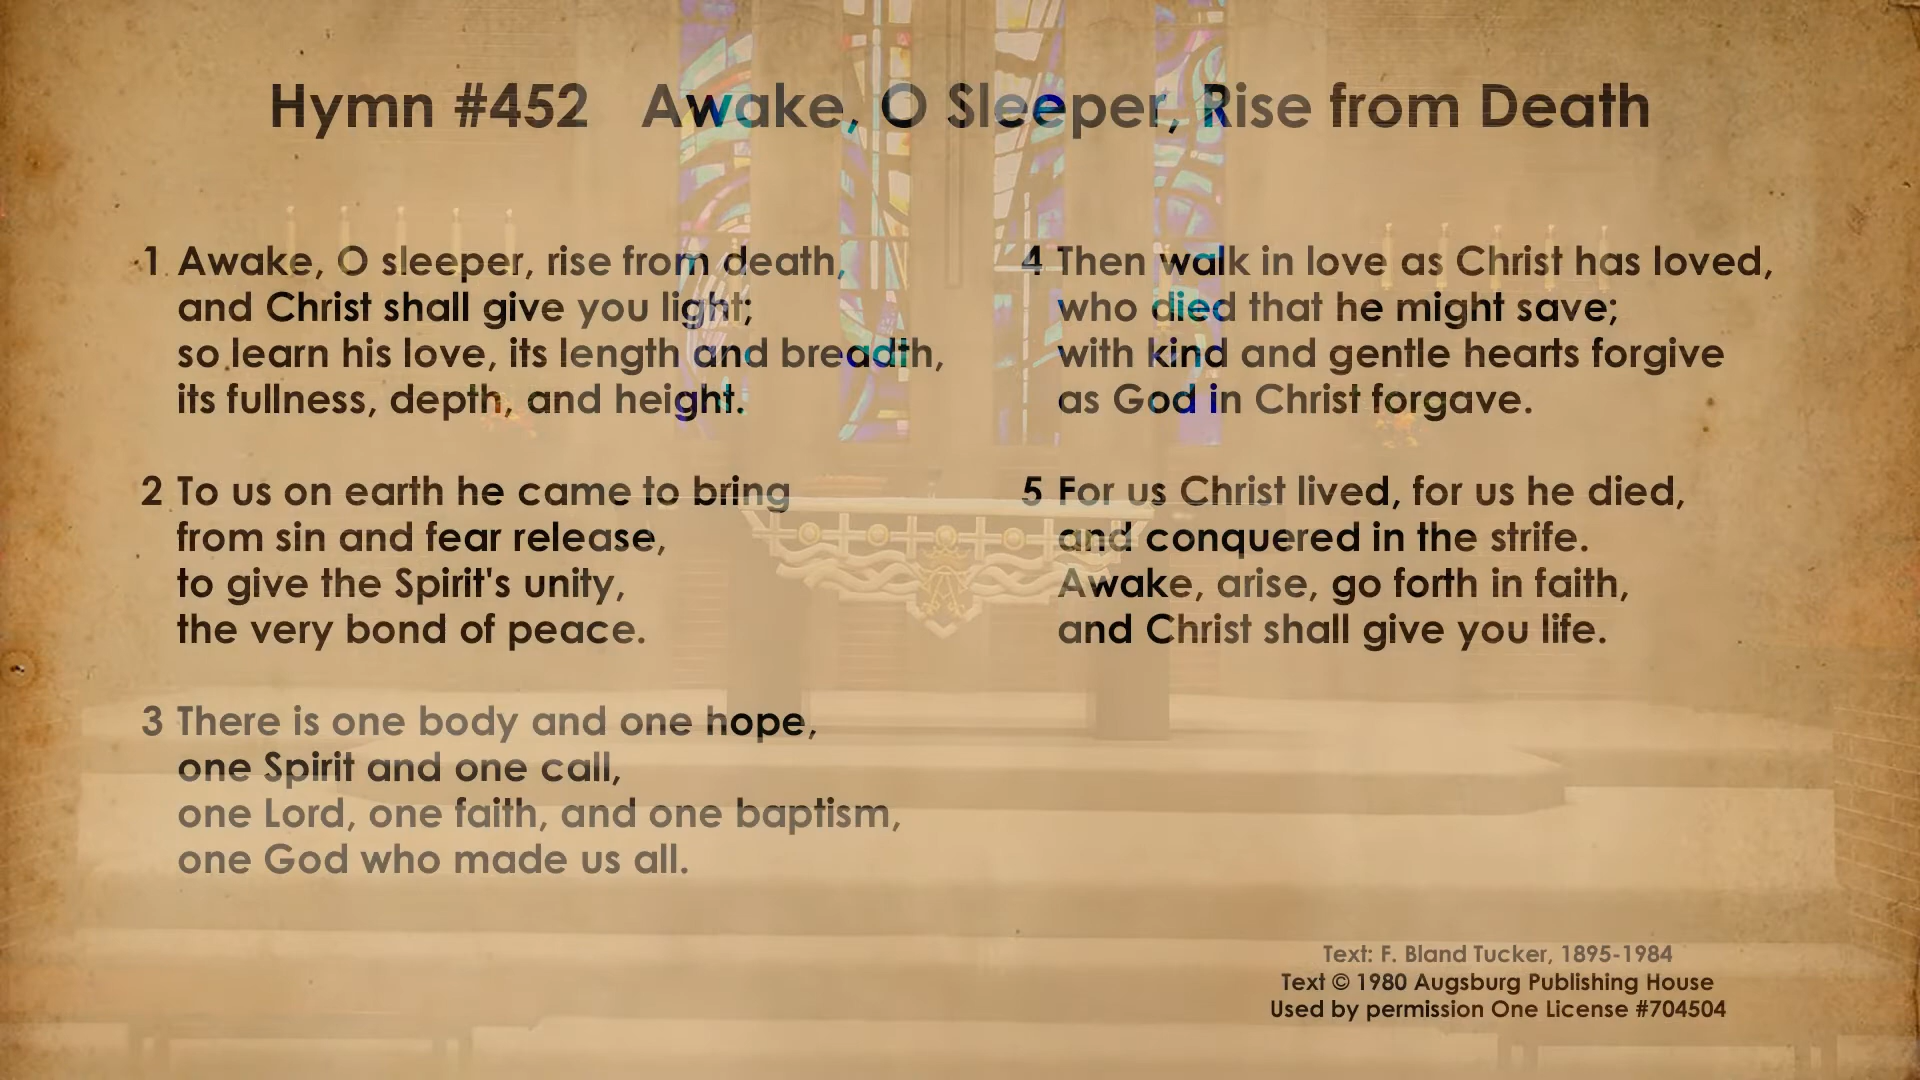 Hymn #452 Awake, O Sleeper, Rise from Death
1 Awake, O sleeper, rise from death,
and Christ shall give you light;
so learn his love, its length and breadth,
its fullness, depth, and height.
2 To us on earth he came to bring
from sin and fear release,
to give the Spirit's unity,
the very bond of peace.
3 There is one body and one hope,
one Spirit and one call,
one Lord, one faith, and one baptism,
one God who made us all.
4 Then walk in love as Christ has loved,
who died that he might save;
with kind and gentle hearts forgive
as God in Christ forgave.
5 For us Christ lived, for us he died,
and conquered in the strife.
Awake, arise, go forth in faith,
and Christ shall give you life.
Text: F. Bland Tucker, 1895-1984
Text © 1980 Augsburg Publishing House
Used by permission One License #704504